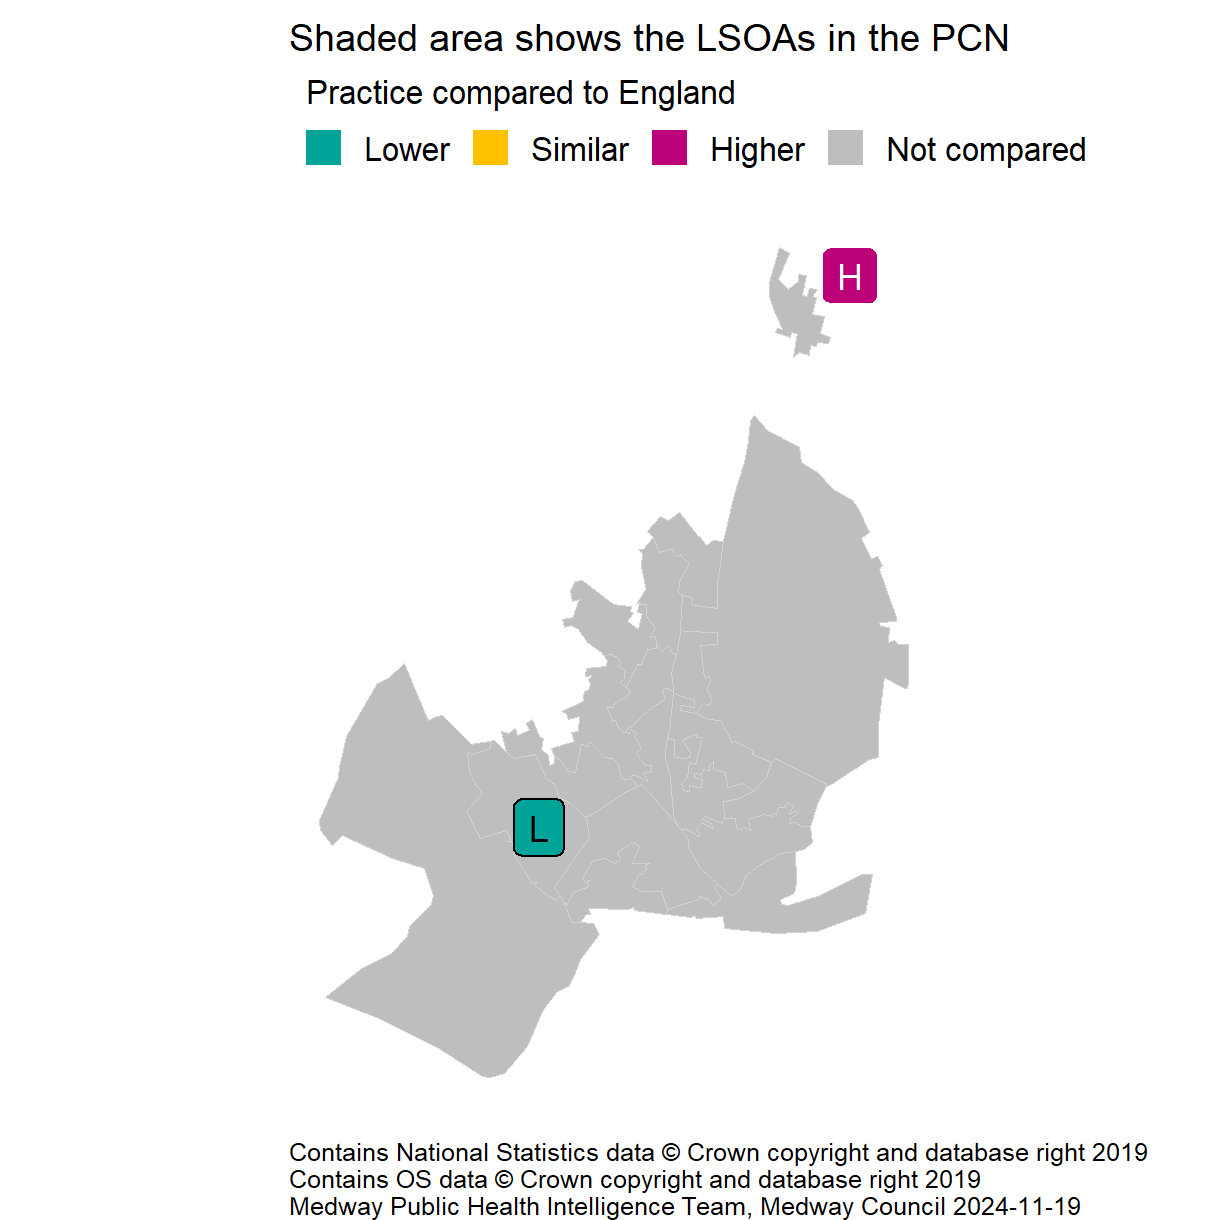 Shaded area shows the LSOAs in the PCN
Practice compared to England
Lower Similar Higher Not compared
H
L
Contains National Statistics data © Crown copyright and database right 2019
Contains OS data © Crown copyright and database right 2019
Medway Public Health Intelligence Team, Medway Council 2024-11-19